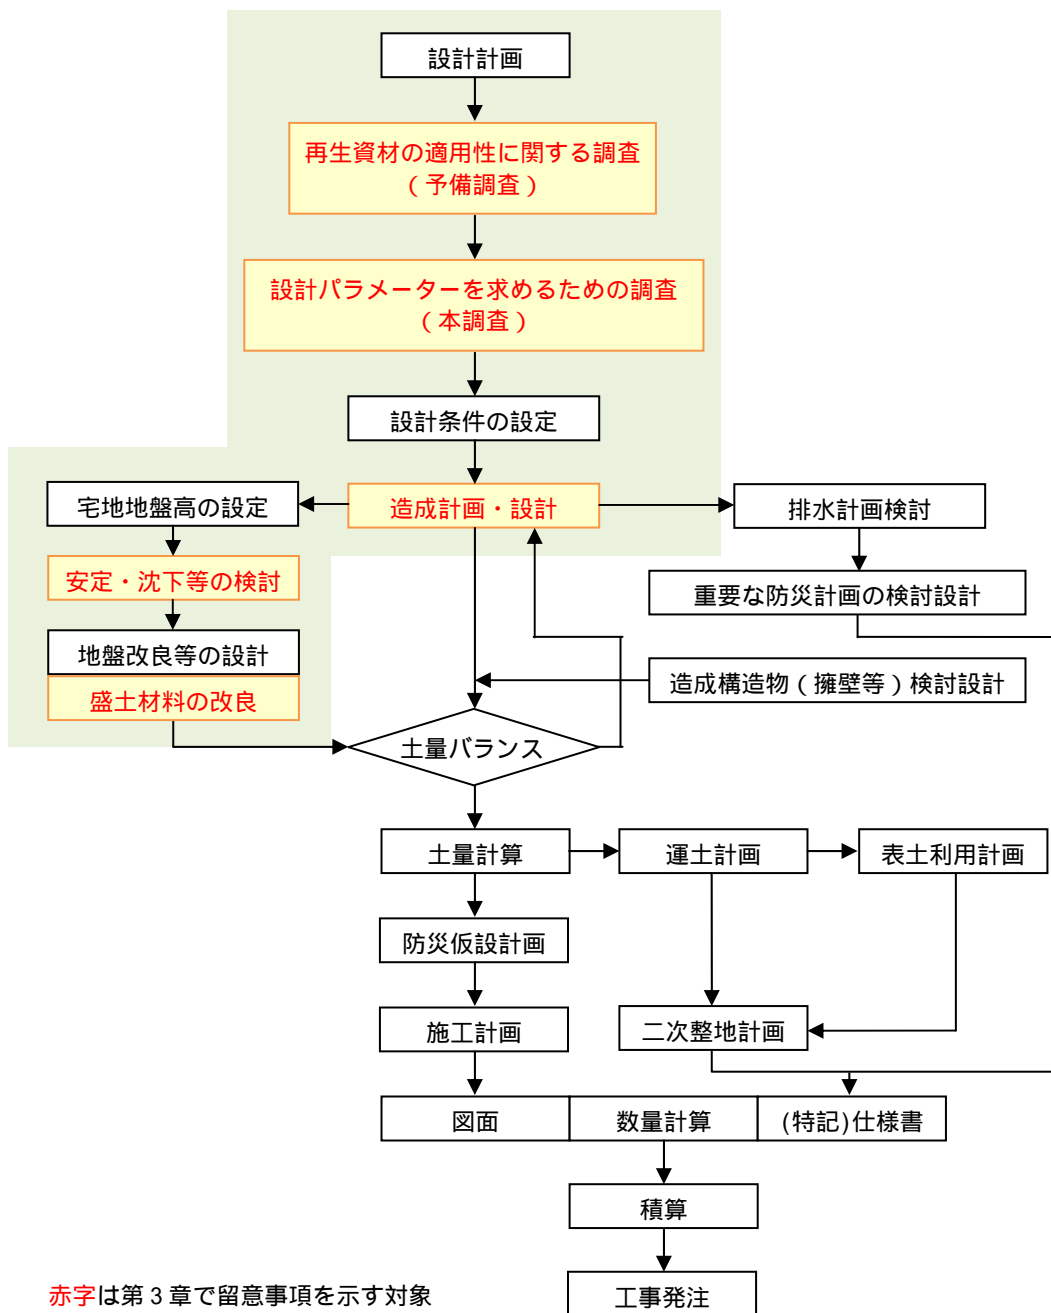 設計計画
再生資材の適用性に関する調査
(予備調査)
設計パラメーターを求めるための調査
(本調査)
設計条件の設定
宅地地盤高の設定
造成計画・設計
排水計画検討
安定・沈下等の検討
重要な防災計画の検討設計
地盤改良等の設計
盛土材料の改良
造成構造物(擁壁等)検討設計
土量バランス
土量計算
運土計画
表土利用計画
防災仮設計画
施工計画
二次整地計画
図面
数量計算
(特記)仕様書
積算
工事発注
赤字は第3章で留意事項を示す対象